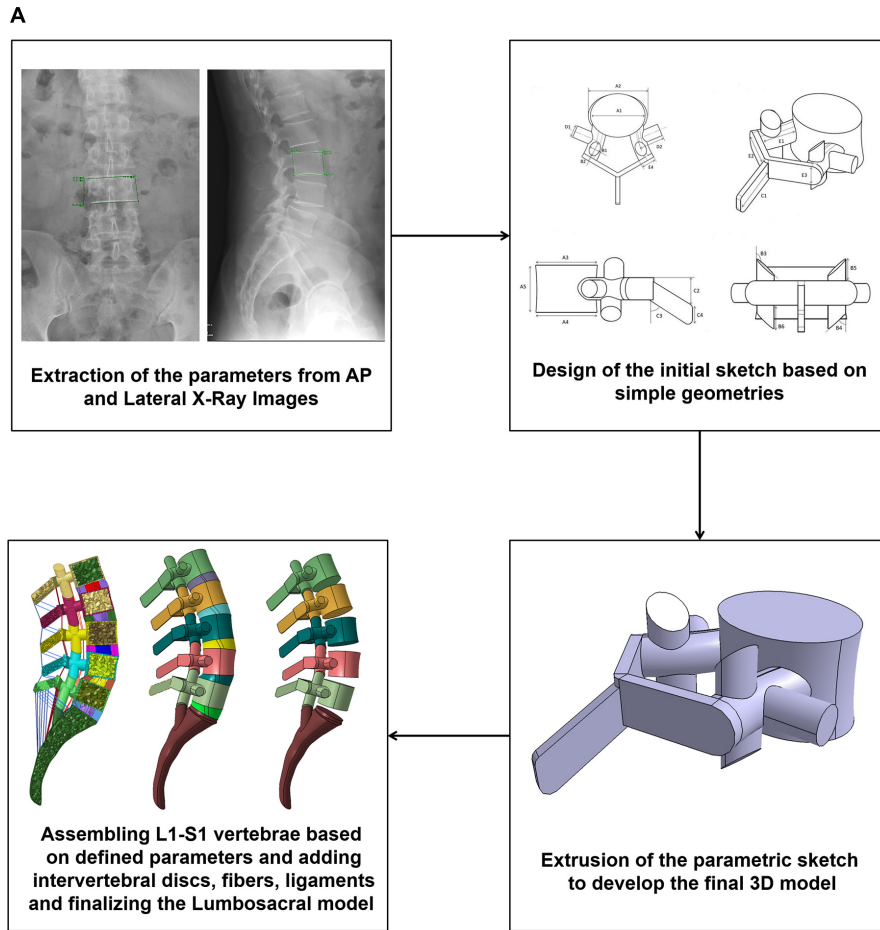 A
Extraction of the parameters from AP
and Lateral X-Ray Images
A2
A1
D1
D2
B1
B2
E4
E1
E2
E3
C1
A3
A5
A4
C2
C6
C3
B3
B5
B6
B4
Design of the initial sketch based on
simple geometries
Assembling L1-S1 vertebrae based
on defined parameters and adding
intervertebral discs, fibers, ligaments
and finalizing the Lumbosacral model
Extrusion of the parametric sketch
to develop the final 3D model